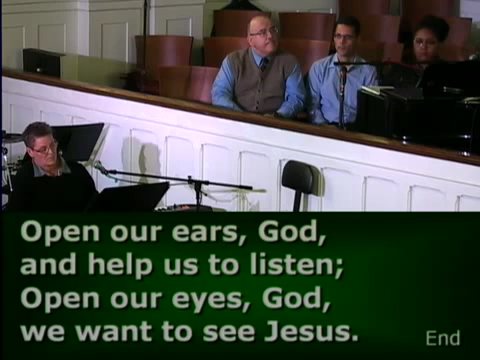 Open our ears, God,
and help us to listen;
Open our eyes, God,
we want to see Jesus.
End